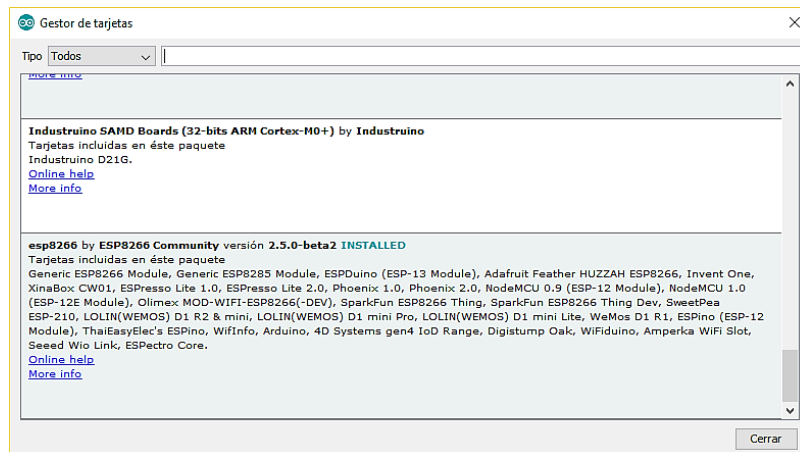 Gestor de tarjetas
Tipo Todos
More info
Industruino SAMD Boards (32-bits ARM Cortex-M0+) by Industruino
Tarjetas incluidas en éste paquete
Industruino D21G.
Online help
More info
esp8266 by ESP8266 Community versión 2.5.0-beta2 INSTALLED
Tarjetas incluidas en éste paquete
Generic ESP8266 Module, Generic ESP8285 Module, ESPDuino (ESP-13 Module), Adafruit Feather HUZZAH ESP8266, Invent One,
XinaBox CW01, ESPresso Lite 1.0, ESPresso Lite 2.0, Phoenix 1.0, Phoenix 2.0, NodeMCU 0.9 (ESP-12 Module), NodeMCU 1.0
(ESP-12E Module), Olimex MOD-WIFI-ESP8266(-DEV), SparkFun ESP8266 Thing, SparkFun ESP8266 Thing Dev, SweetPea
ESP-210, LOLIN(WEMOS) D1 R2 & mini, LOLIN(WEMOS) D1 mini Pro, LOLIN(WEMOS) D1 mini Lite, WeMos D1 R1, ESPino (ESP-12
Module), ThaiEasyElec's ESPino, WifInfo, Arduino, 4D Systems gen4 IoD Range, Digistump Oak, WiFiduino, Amperka WiFi Slot,
Seeed Wio Link, ESPectro Core.
Online help
More info
Cerrar